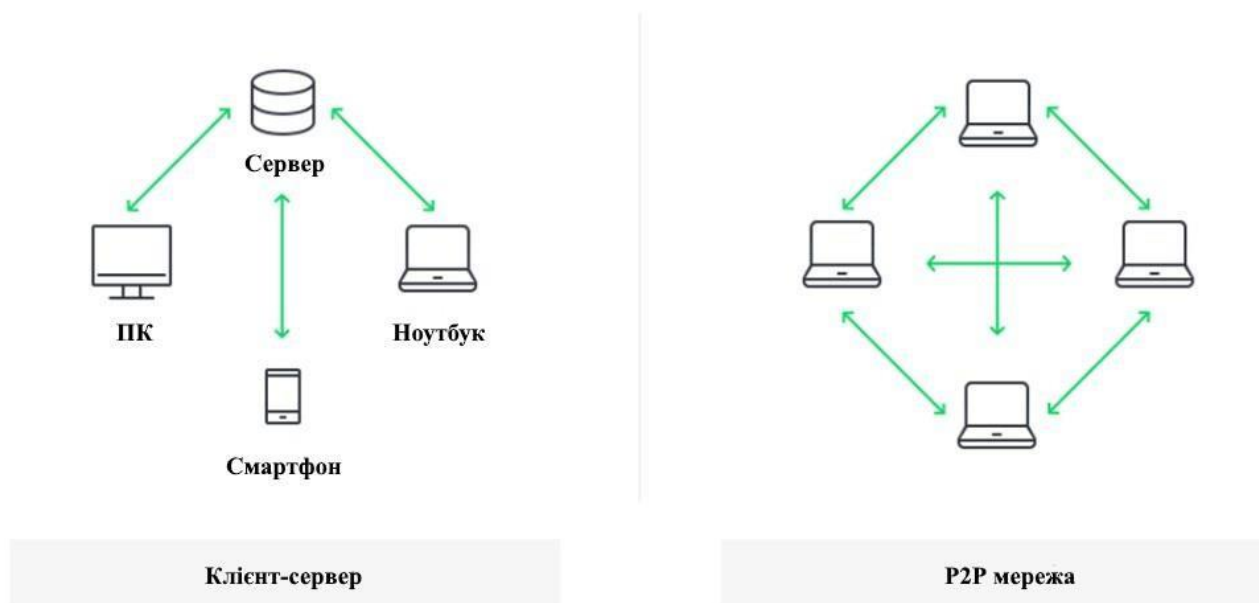 Сервер
ПК
Ноутбук
Смартфон
Клієнт-сервер
P2P мережа